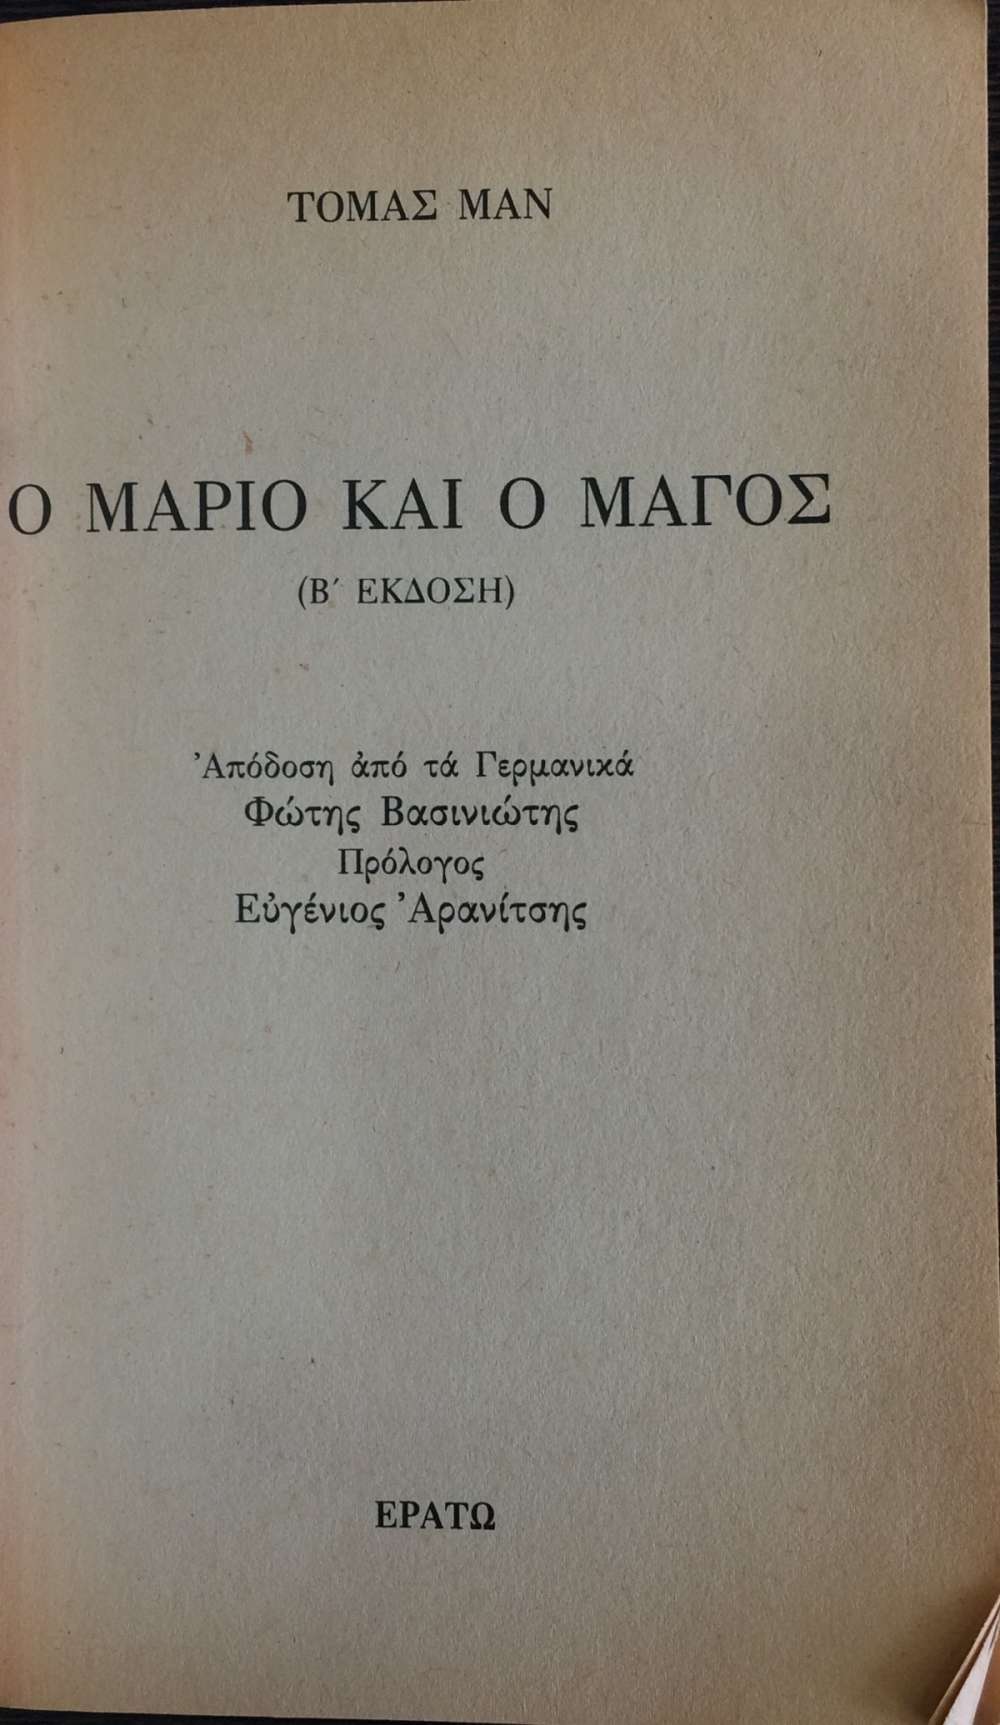 ΤΟΜΑΣ ΜΑΝ
Ο ΜΑΡΙΟ ΚΑΙ Ο ΜΑΓΟΣ
(Β΄ ΕΚΔΟΣΗ)
Ἀπόδοση ἀπό τά Γερμανικά
Φώτης Βασινιώτης
Πρόλογος
Εὐγένιος Ἀρανίτσης
ΕΡΑΤΩ